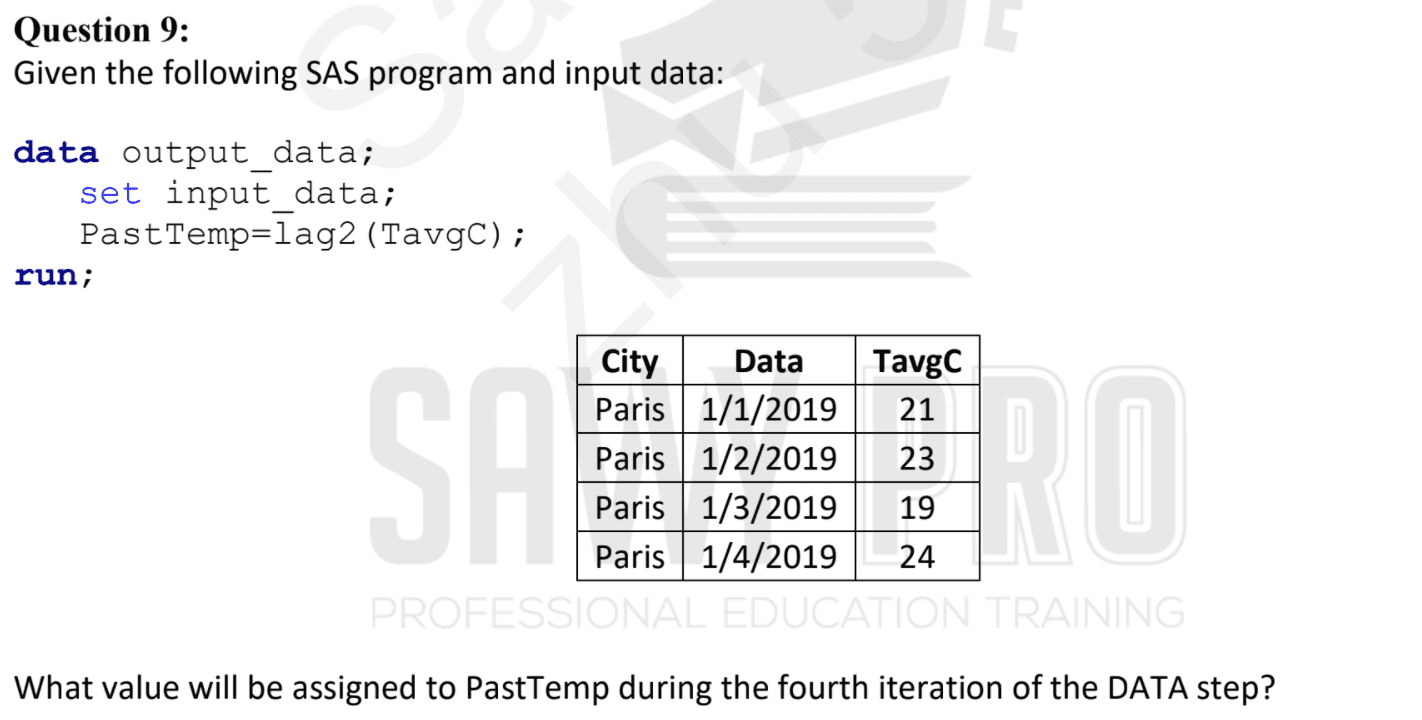 Question 9:
Given the following SAS program and input data:
data output_data;
set input_data;
PastTemp=lag2(TavgC);
run;
City Data TavgC
Paris 1/1/2019 21
Paris 1/2/2019 23
Paris 1/3/2019 19
Paris 1/4/2019 24
SAVVY PRO
PROFESSIONAL EDUCATION TRAINING
What value will be assigned to PastTemp during the fourth iteration of the DATA step?